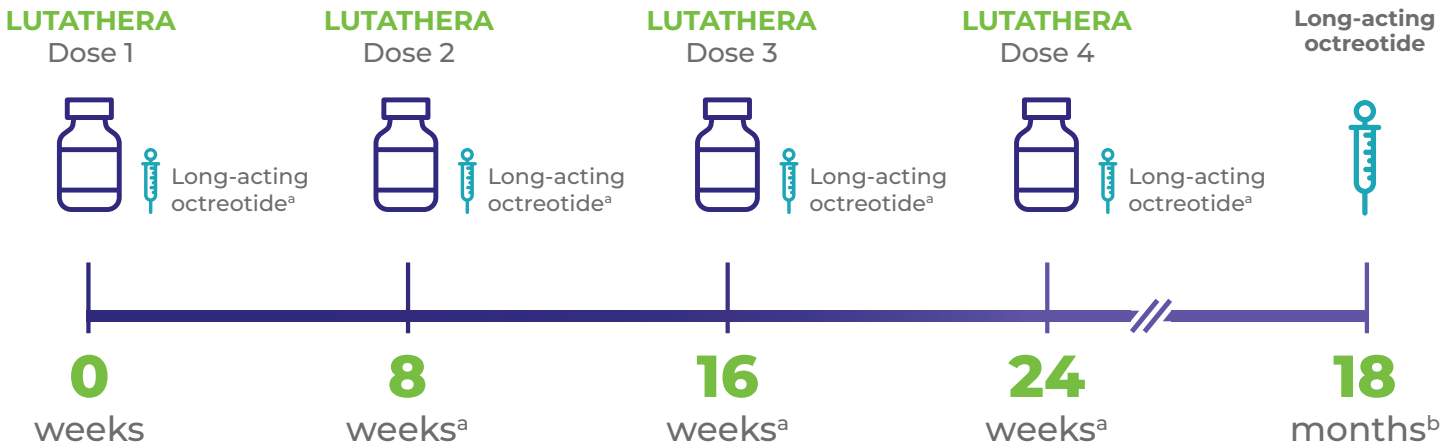 LUTATHERA
Dose 1
LUTATHERA
Dose 2
LUTATHERA
Dose 3
LUTATHERA
Dose 4
Long-acting
octreotide
Long-acting
octreotideᵃ
Long-acting
octreotideᵃ
Long-acting
octreotideᵃ
Long-acting
octreotideᵃ
0
weeks
8
weeksᵃ
16
weeksᵃ
24
weeksᵃ
18
monthsᵇ